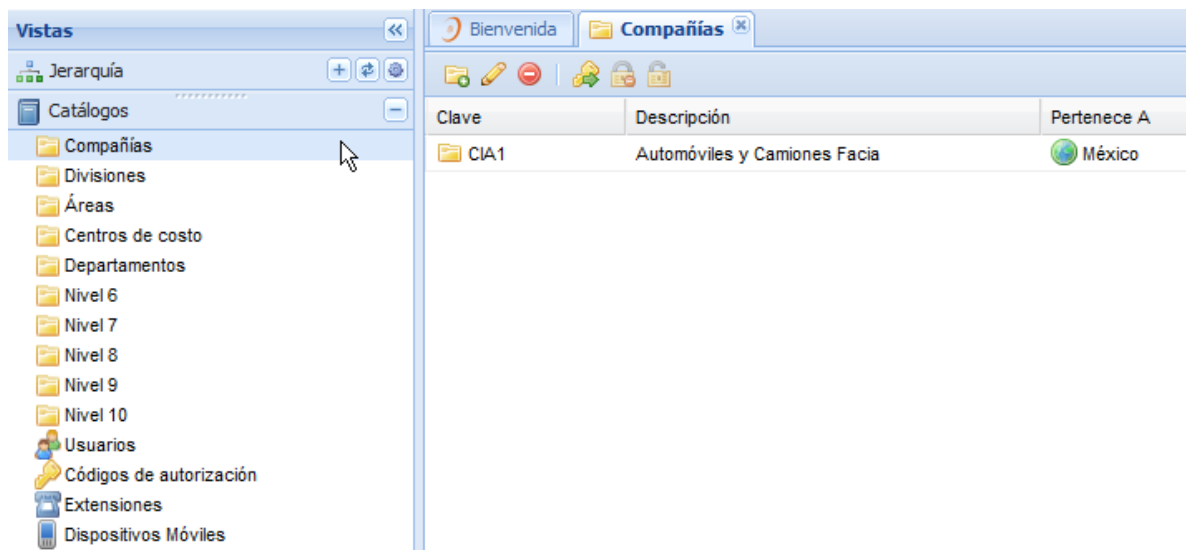 Vistas
Jerarquía
Catálogos
Compañías
Divisiones
Áreas
Centros de costo
Departamentos
Nivel 6
Nivel 7
Nivel 8
Nivel 9
Nivel 10
Usuarios
Códigos de autorización
Extensiones
Dispositivos Móviles
Bienvenida Compañías
Clave Descripción Pertenece A
CIA1 Automóviles y Camiones Facia México